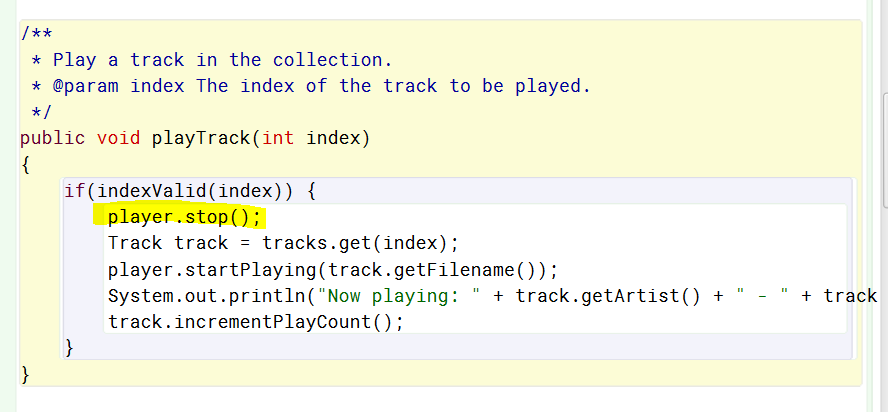 /**
 * Play a track in the collection.
 * @param index The index of the track to be played.
 */
public void playTrack(int index)
{
    if(indexValid(index)) {
        player.stop();
        Track track = tracks.get(index);
        player.startPlaying(track.getFilename());
        System.out.println("Now playing: " + track.getArtist() + " - " + track
        track.incrementPlayCount();
    }
}